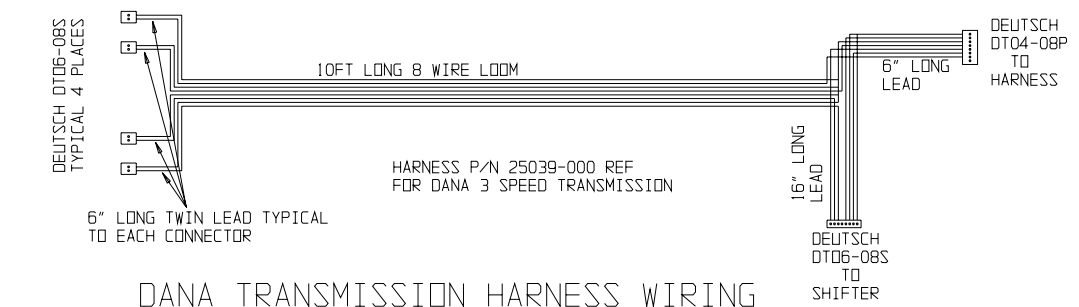 DEUTSCH DT06-08S
TYPICAL 4 PLACES
10FT LONG 8 WIRE LOOM
DEUTSCH
DT04-08P
TO
HARNESS
6" LONG
LEAD
16" LONG
LEAD
HARNESS P/N 25039-000 REF
FOR DANA 3 SPEED TRANSMISSION
6" LONG TWIN LEAD TYPICAL
TO EACH CONNECTOR
DEUTSCH
DT06-08S
TO
SHIFTER
DANA TRANSMISSION HARNESS WIRING